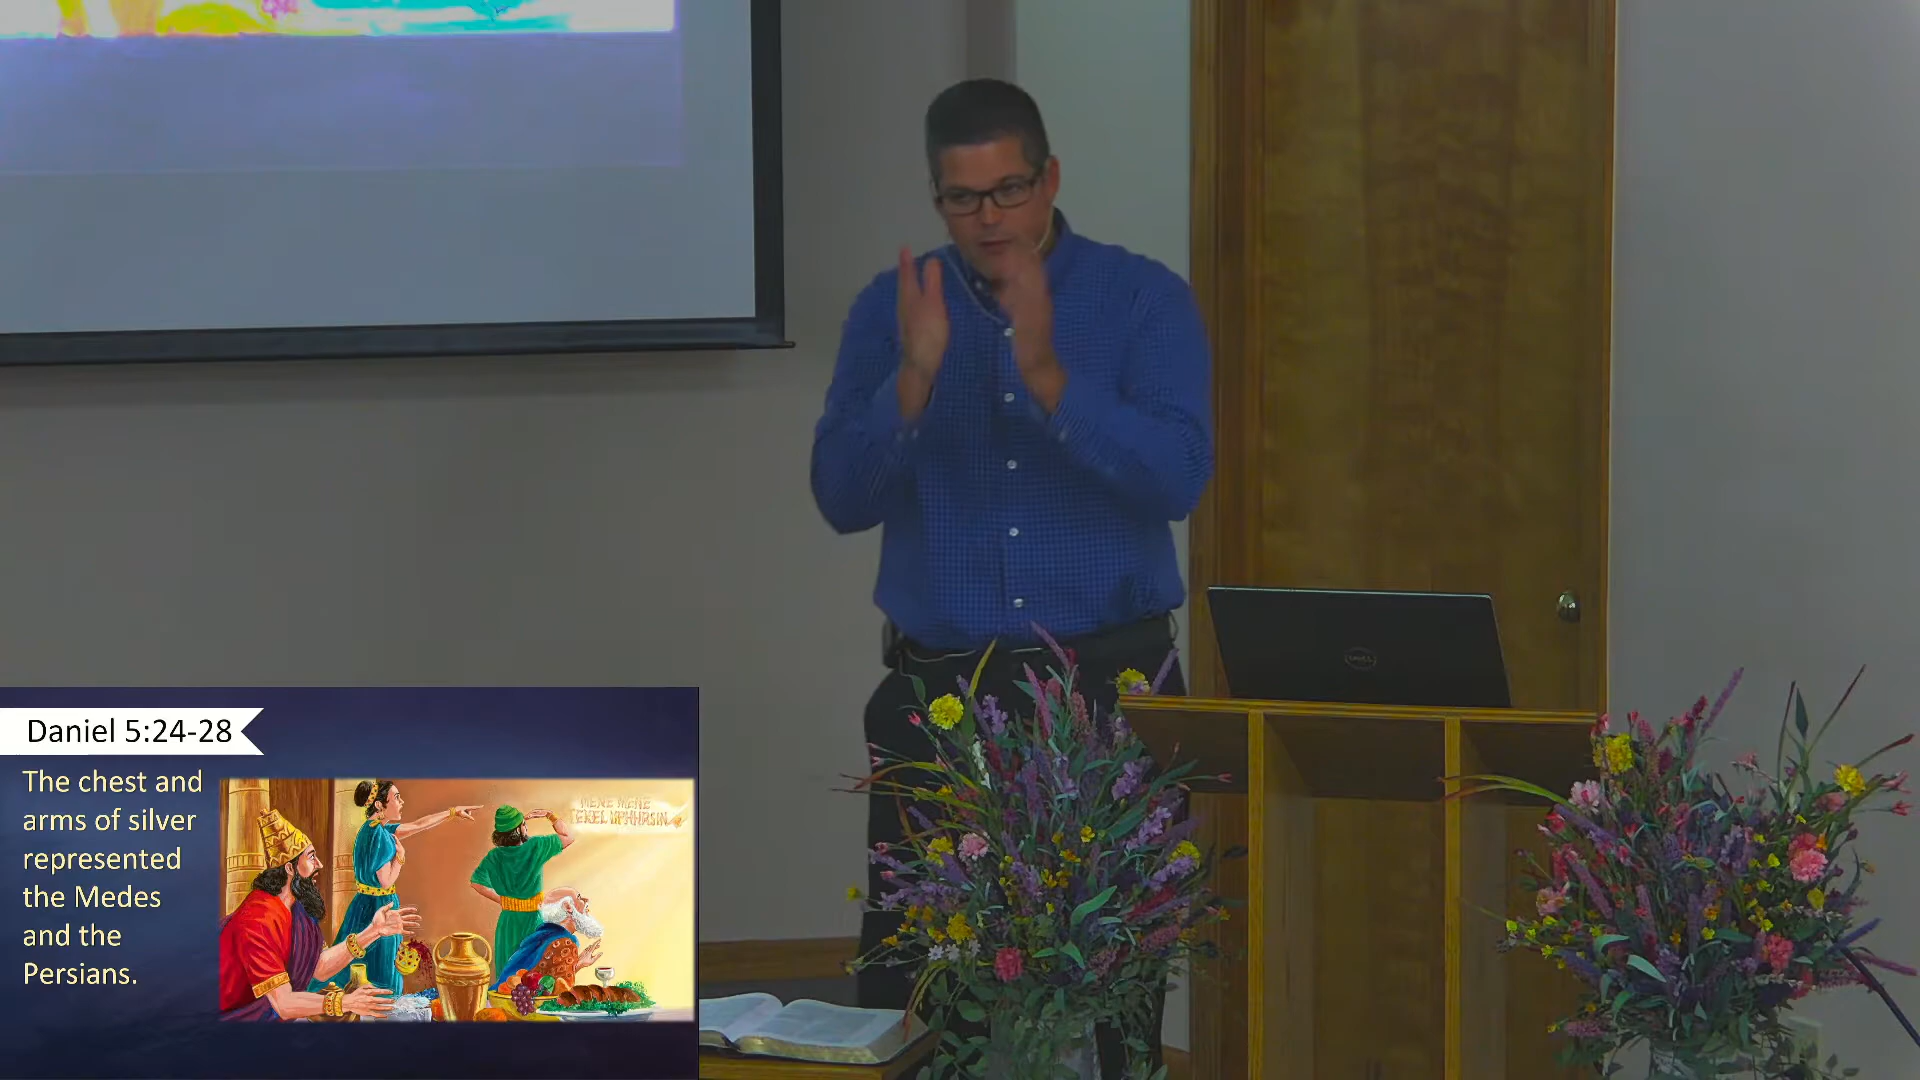 Daniel 5:24-28
The chest and
arms of silver
represented
the Medes
and the
Persians.
MENE MENE
TEKEL UPHARSIN
DELL